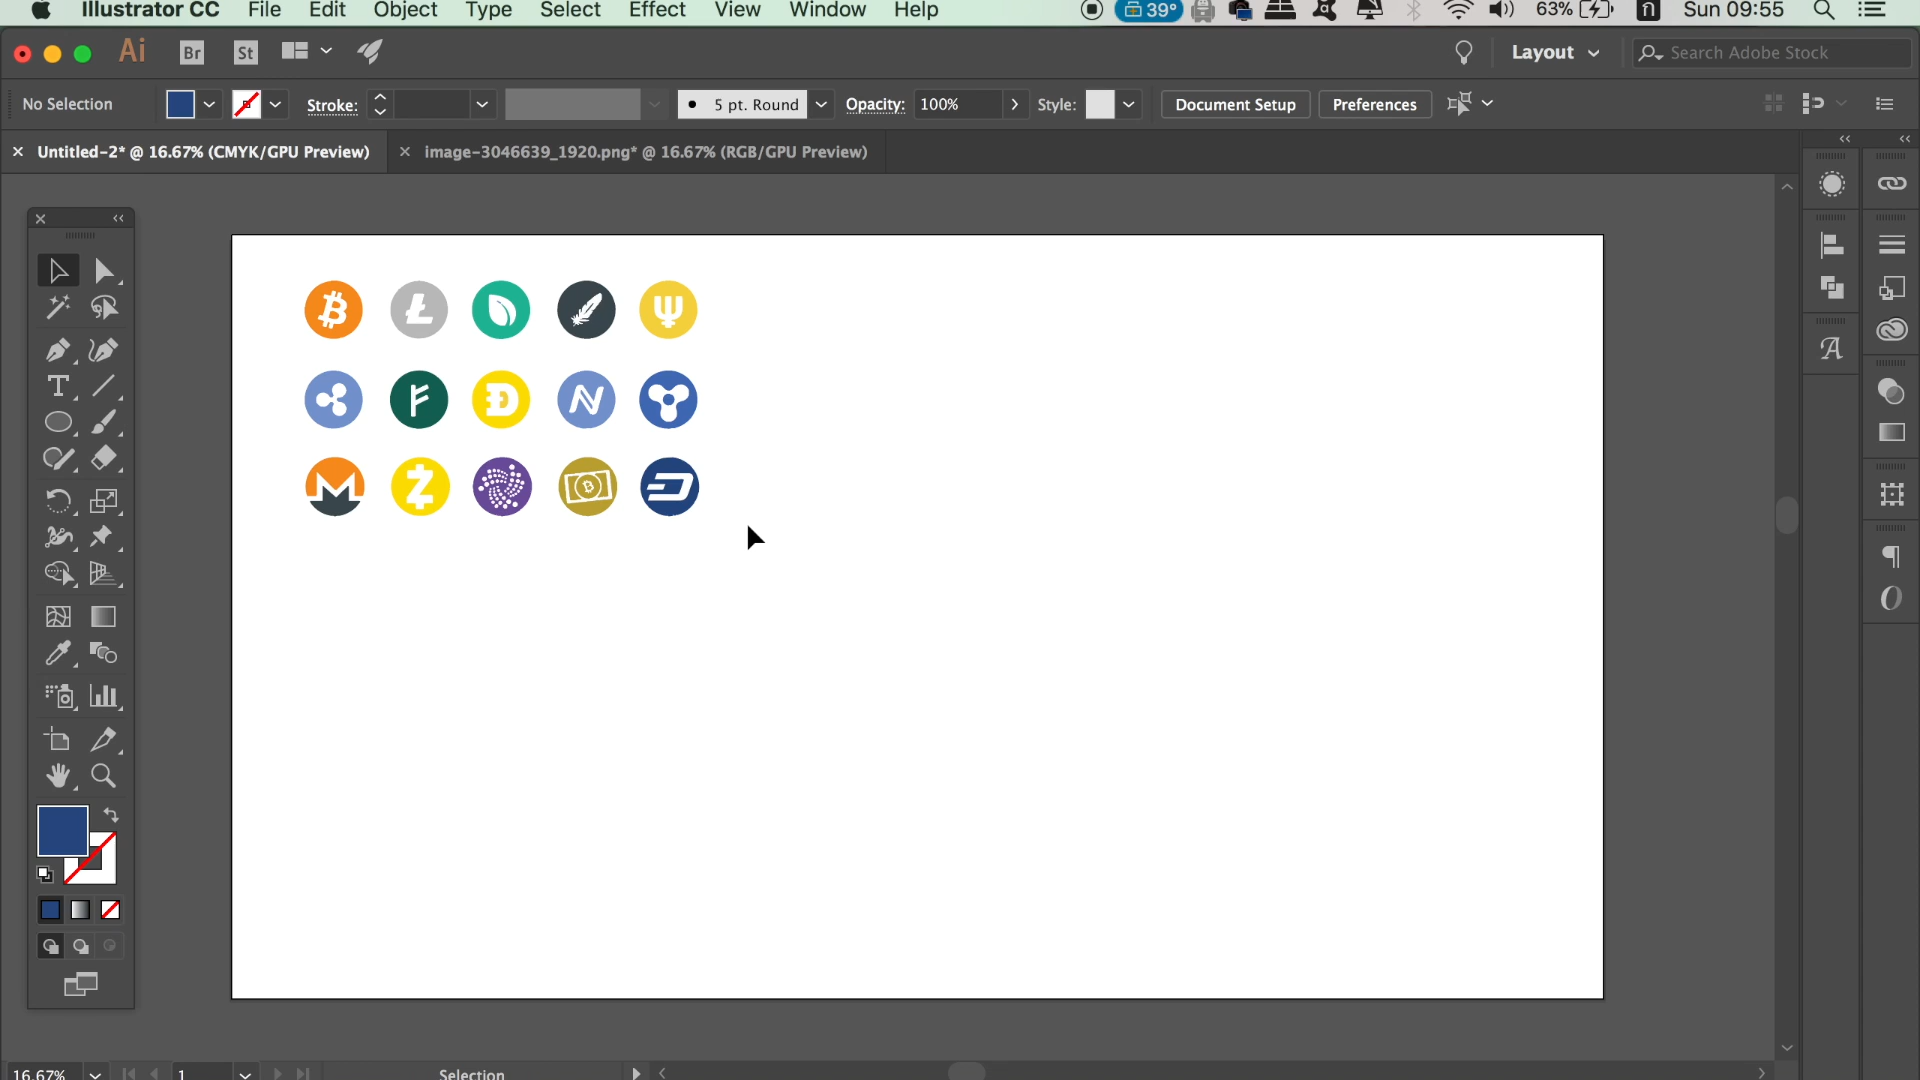 Illustrator CC File Edit Object Type Select Effect View Window Help 39° 63% Sun 09:55
Ai Br St Layout Search Adobe Stock
No Selection Stroke: 5 pt. Round Opacity: 100% Style: Document Setup Preferences
Untitled-2* @ 16.67% (CMYK/GPU Preview) image-3046639_1920.png* @ 16.67% (RGB/GPU Preview)
16.67% 1 Selection